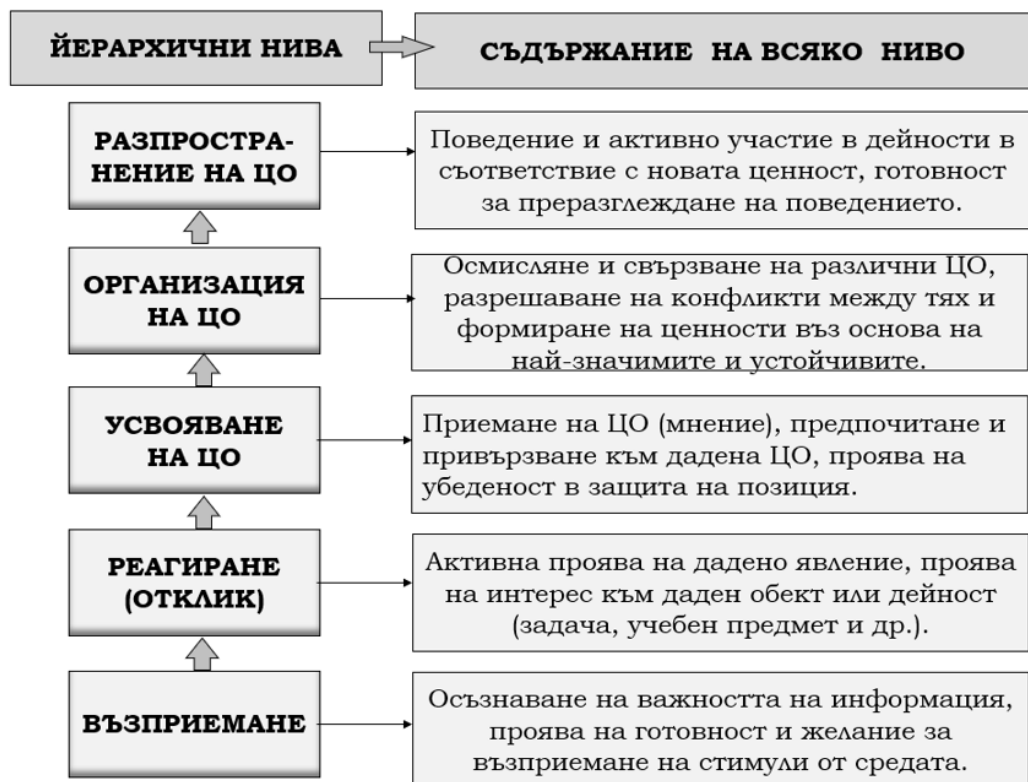 ЙЕРАРХИЧНИ НИВА
СЪДЪРЖАНИЕ НА ВСЯКО НИВО
РАЗПРОСТРА-
НЕНИЕ НА ЦО
Поведение и активно участие в дейности в
съответствие с новата ценност, готовност
за преразглеждане на поведението.
ОРГАНИЗАЦИЯ
НА ЦО
Осмисляне и свързване на различни ЦО,
разрешаване на конфликти между тях и
формиране на ценности въз основа на
най-значимите и устойчивите.
УСВОЯВАНЕ
НА ЦО
Приемане на ЦО (мнение), предпочитане и
привързване към дадена ЦО, проява на
убеденост в защита на позиция.
РЕАГИРАНЕ
(ОТКЛИК)
Активна проява на дадено явление, проява
на интерес към даден обект или дейност
(задача, учебен предмет и др.).
ВЪЗПРИЕМАНЕ
Осъзнаване на важността на информация,
проява на готовност и желание за
възприемане на стимули от средата.